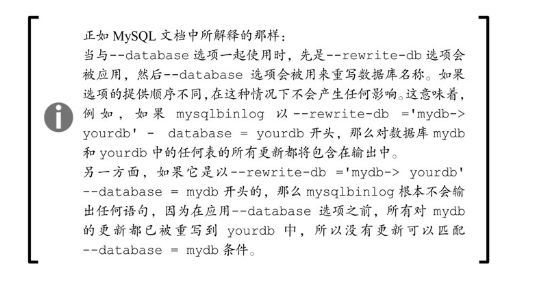 正如 MySQL 文档中所解释的那样：
当与--database 选项一起使用时，先是--rewrite-db 选项会
被应用，然后--database 选项会被用来重写数据库名称。如果
选项的提供顺序不同，在这种情况下不会产生任何影响。这意味着，
例如，如果 mysqlbinlog 以--rewrite-db ='mydb->
yourdb' - database = yourdb 开头，那么对数据库 mydb
和 yourdb 中的任何表的所有更新都将包含在输出中。
另一方面，如果它是以--rewrite-db ='mydb-> yourdb'
--database = mydb 开头的，那么 mysqlbinlog 根本不会输
出任何语句，因为在应用--database 选项之前，所有对 mydb
的更新都已被重写到 yourdb 中，所以没有更新可以匹配
--database = mydb 条件。